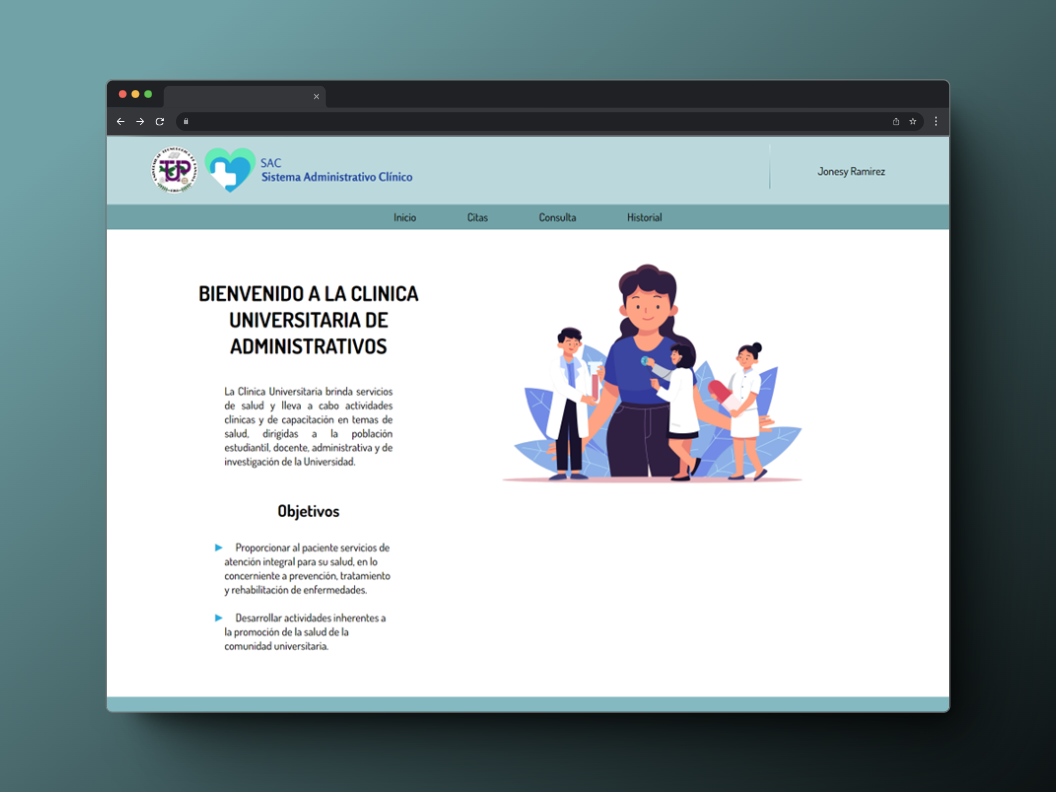 SAC
Sistema Administrativo Clínico
Jonesy Ramirez
Inicio Citas Consulta Historial
BIENVENIDO A LA CLINICA
UNIVERSITARIA DE
ADMINISTRATIVOS
La Clinica Universitaria brinda servicios
de salud y lleva a cabo actividades
clinicas y de capacitación en temas de
salud, dirigidas a la población
estudiantil, docente, administrativa y de
investigación de la Universidad.
Objetivos
Proporcionar al paciente servicios de
atención integral para su salud, en lo
concerniente a prevención, tratamiento
y rehabilitación de enfermedades.
Desarrollar actividades inherentes a
la promoción de la salud de la
comunidad universitaria.